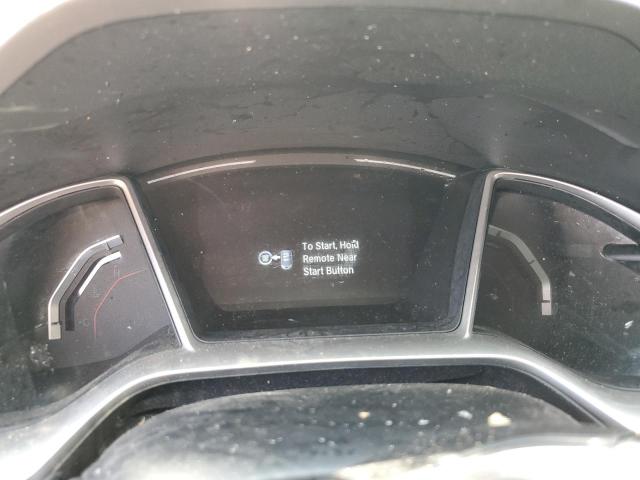 To Start, Hold
Remote Near
Start Button